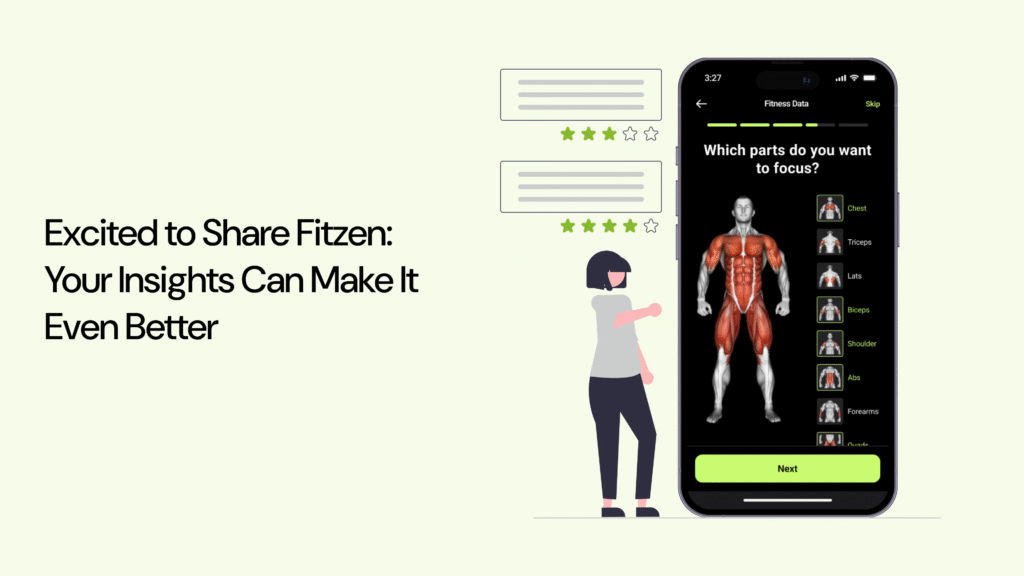 Excited to Share Fitzen:
Your Insights Can Make It
Even Better
3:27
Fitness Data
Skip
Which parts do you want
to focus?
Chest
Triceps
Lats
Biceps
Shoulder
Abs
Forearms
Quads
Next